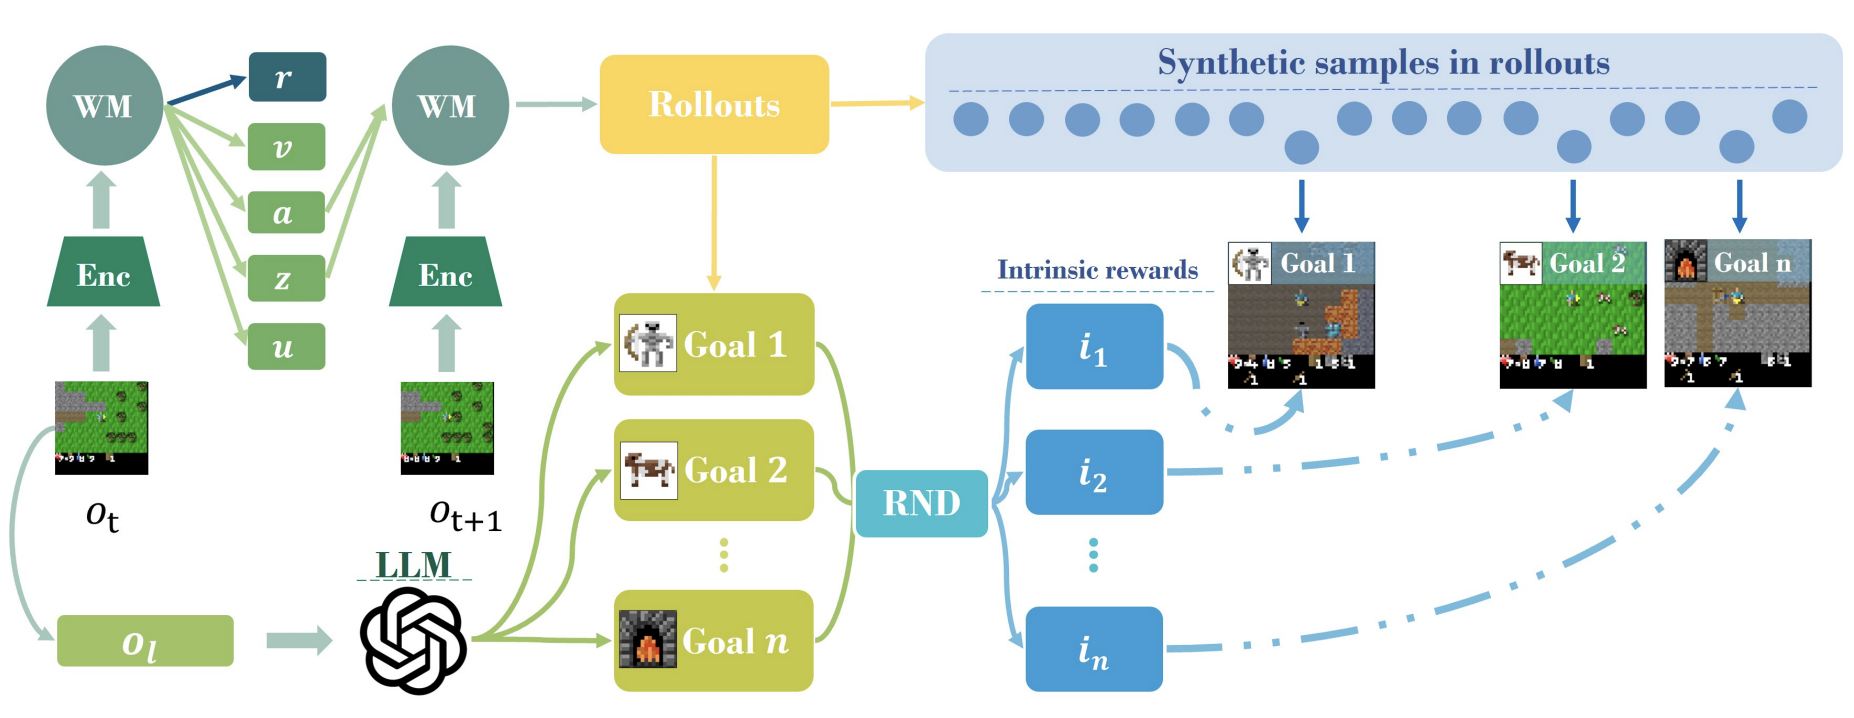 WM
r
v
a
z
u
Enc
o_t
WM
Enc
o_{t+1}
o_l
LLM
Rollouts
Goal 1
Goal 2
Goal n
RND
Intrinsic rewards
i_1
i_2
i_n
Synthetic samples in rollouts
Goal 1
Goal 2
Goal n